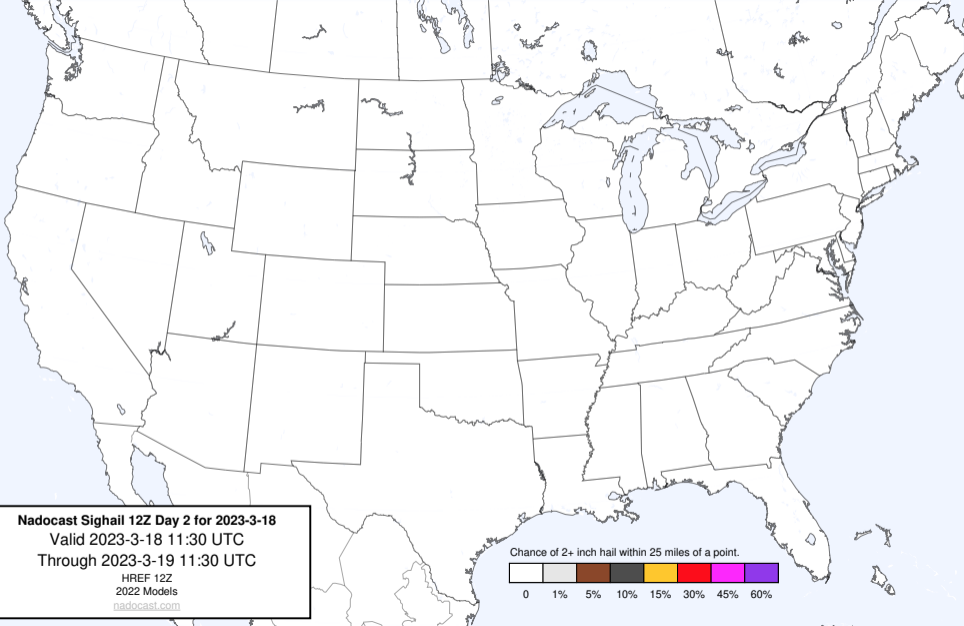 Nadocast Sighail 12Z Day 2 for 2023-3-18
Valid 2023-3-18 11:30 UTC
Through 2023-3-19 11:30 UTC
HREF 12Z
2022 Models
nadocast.com
Chance of 2+ inch hail within 25 miles of a point.
0 1% 5% 10% 15% 30% 45% 60%